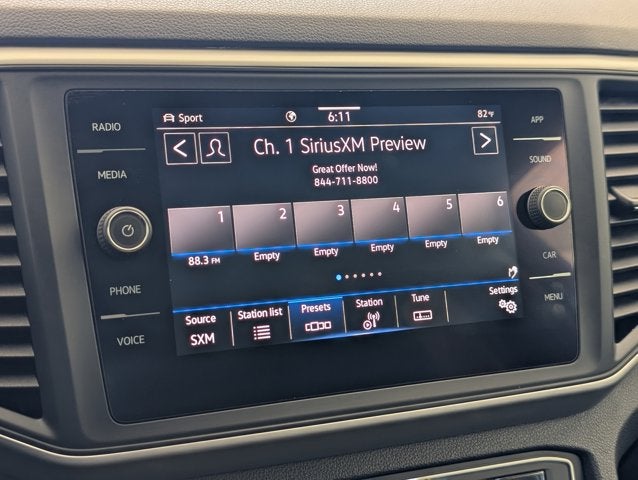 RADIO
MEDIA
PHONE
VOICE
Sport 6:11 82°F
Ch. 1 SiriusXM Preview
Great Offer Now!
844-711-8800
1 2 3 4 5 6
88.3 FM Empty Empty Empty Empty Empty
Source Station list Presets Station Tune Settings
SXM
APP
SOUND
CAR
MENU